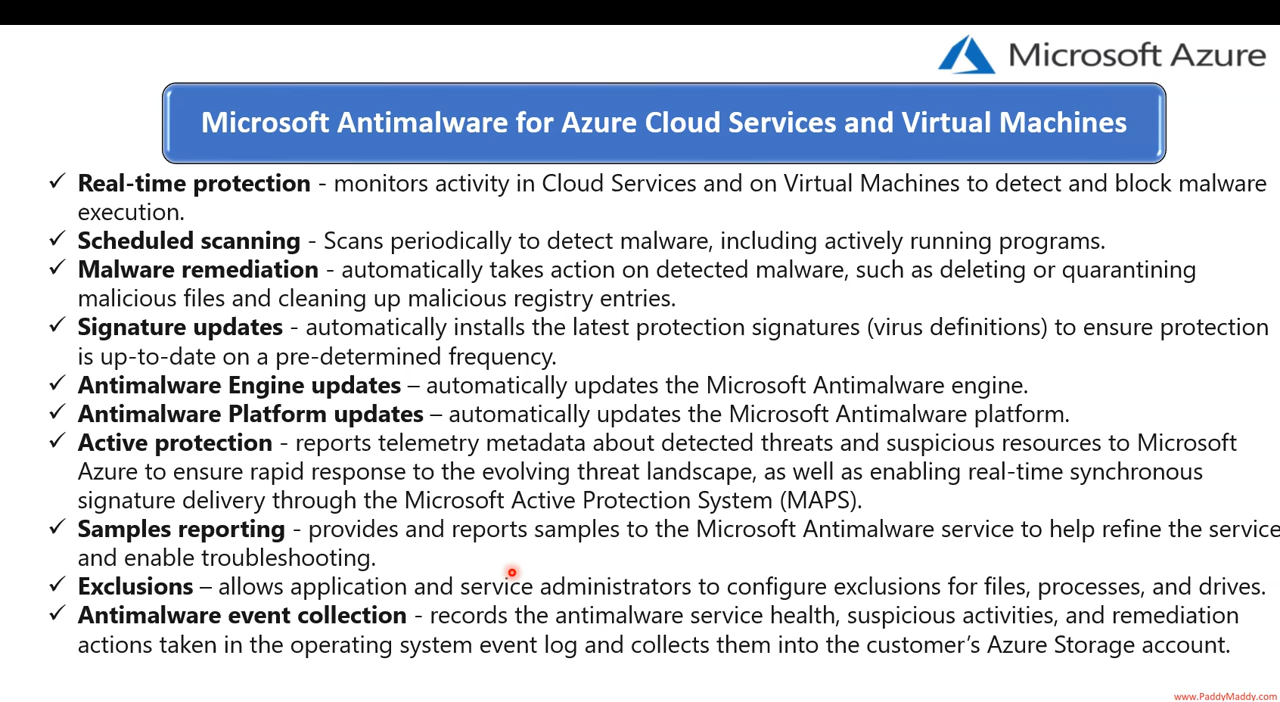 Microsoft Azure
Microsoft Antimalware for Azure Cloud Services and Virtual Machines
✓ Real-time protection - monitors activity in Cloud Services and on Virtual Machines to detect and block malware
execution.
✓ Scheduled scanning - Scans periodically to detect malware, including actively running programs.
✓ Malware remediation - automatically takes action on detected malware, such as deleting or quarantining
malicious files and cleaning up malicious registry entries.
✓ Signature updates - automatically installs the latest protection signatures (virus definitions) to ensure protection
is up-to-date on a pre-determined frequency.
✓ Antimalware Engine updates – automatically updates the Microsoft Antimalware engine.
✓ Antimalware Platform updates – automatically updates the Microsoft Antimalware platform.
✓ Active protection - reports telemetry metadata about detected threats and suspicious resources to Microsoft
Azure to ensure rapid response to the evolving threat landscape, as well as enabling real-time synchronous
signature delivery through the Microsoft Active Protection System (MAPS).
✓ Samples reporting - provides and reports samples to the Microsoft Antimalware service to help refine the service
and enable troubleshooting.
✓ Exclusions – allows application and service administrators to configure exclusions for files, processes, and drives.
✓ Antimalware event collection - records the antimalware service health, suspicious activities, and remediation
actions taken in the operating system event log and collects them into the customer’s Azure Storage account.
www.PaddyMaddy.com